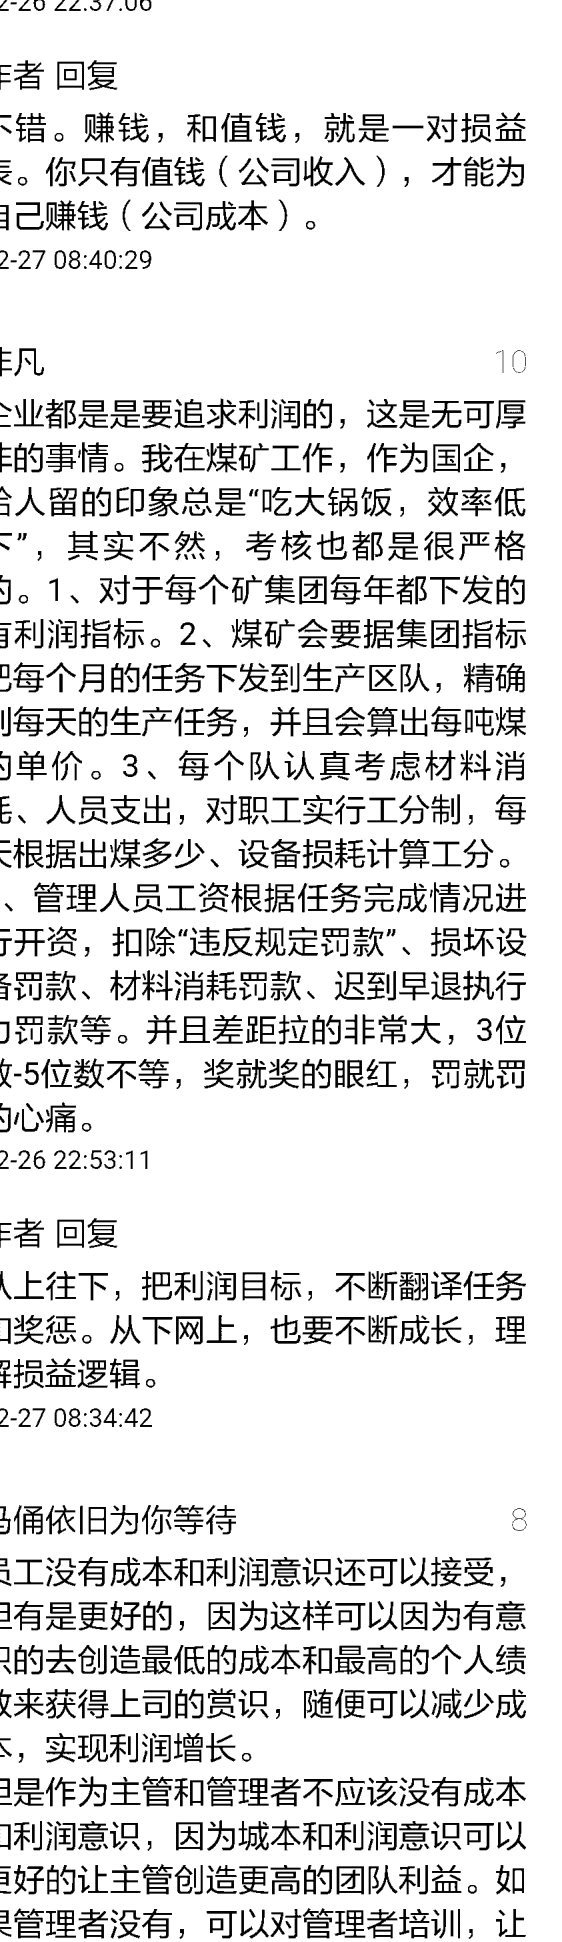 2-26 22:37:06
作者 回复
不错。赚钱，和值钱，就是一对损益
表。你只有值钱（公司收入），才能为
自己赚钱（公司成本）。
2-27 08:40:29
非凡 10
企业都是是要追求利润的，这是无可厚
非的事情。我在煤矿工作，作为国企，
给人留的印象总是“吃大锅饭，效率低
下”，其实不然，考核也都是很严格
的。1、对于每个矿集团每年都下发的
有利润指标。2、煤矿会要据集团指标
把每个月的任务下发到生产区队，精确
到每天的生产任务，并且会算出每吨煤
的单价。3、每个队认真考虑材料消
耗、人员支出，对职工实行工分制，每
天根据出煤多少、设备损耗计算工分。
、管理人员工资根据任务完成情况进
行开资，扣除“违反规定罚款”、损坏设
备罚款、材料消耗罚款、迟到早退执行
力罚款等。并且差距拉的非常大，3位
数-5位数不等，奖就奖的眼红，罚就罚
的心痛。
2-26 22:53:11
作者 回复
从上往下，把利润目标，不断翻译任务
和奖惩。从下网上，也要不断成长，理
解损益逻辑。
2-27 08:34:42
马俑依旧为你等待 8
员工没有成本和利润意识还可以接受，
但有是更好的，因为这样可以因为有意
识的去创造最低的成本和最高的个人绩
效来获得上司的赏识，随便可以减少成
本，实现利润增长。
但是作为主管和管理者不应该没有成本
和利润意识，因为城本和利润意识可以
更好的让主管创造更高的团队利益。如
果管理者没有，可以对管理者培训，让